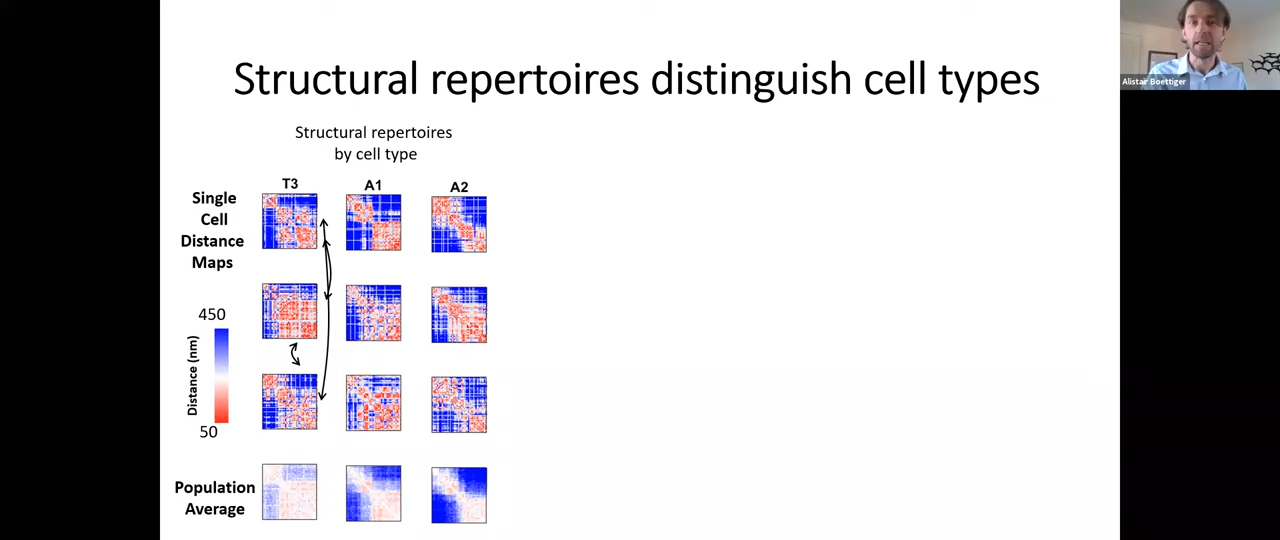 Structural repertoires distinguish cell types
Structural repertoires
by cell type
T3
A1
A2
Single
Cell
Distance
Maps
450
Distance (nm)
50
Population
Average
Alistair Boettiger